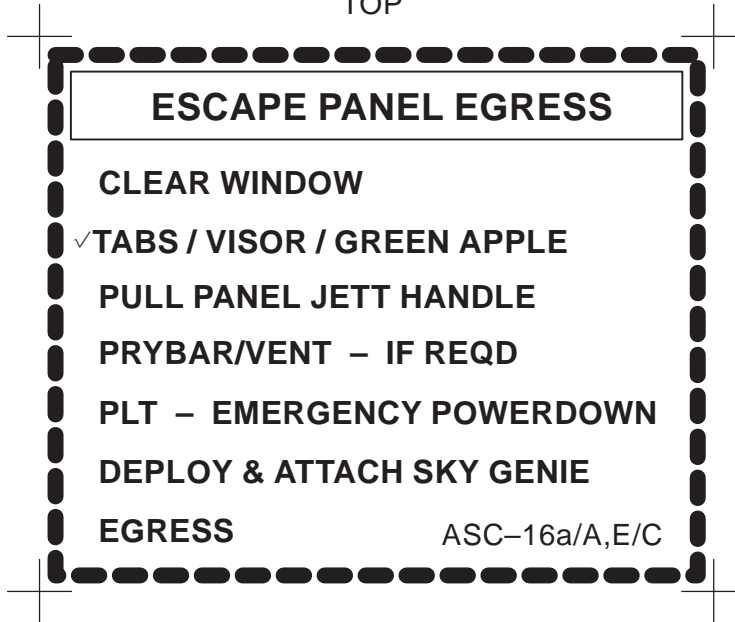 TOP
ESCAPE PANEL EGRESS
CLEAR WINDOW
✓TABS / VISOR / GREEN APPLE
PULL PANEL JETT HANDLE
PRYBAR/VENT – IF REQD
PLT – EMERGENCY POWERDOWN
DEPLOY & ATTACH SKY GENIE
EGRESS ASC–16a/A,E/C